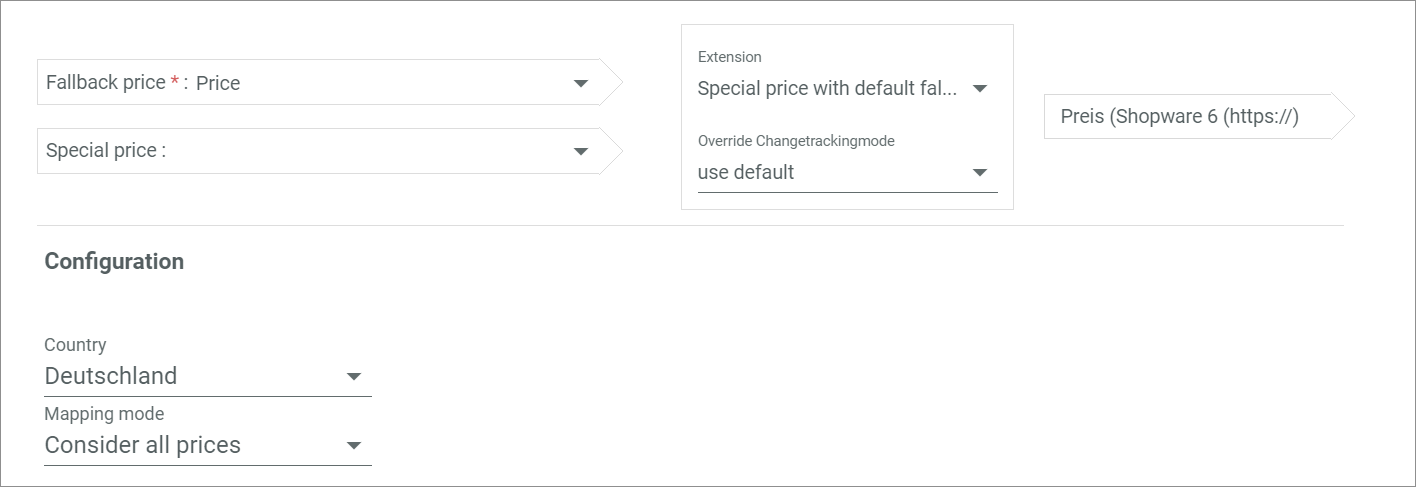 Fallback price * : Price
Special price :
Extension
Special price with default fal...
Override Changetrackingmode
use default
Preis (Shopware 6 (https://)
Configuration
Country
Deutschland
Mapping mode
Consider all prices